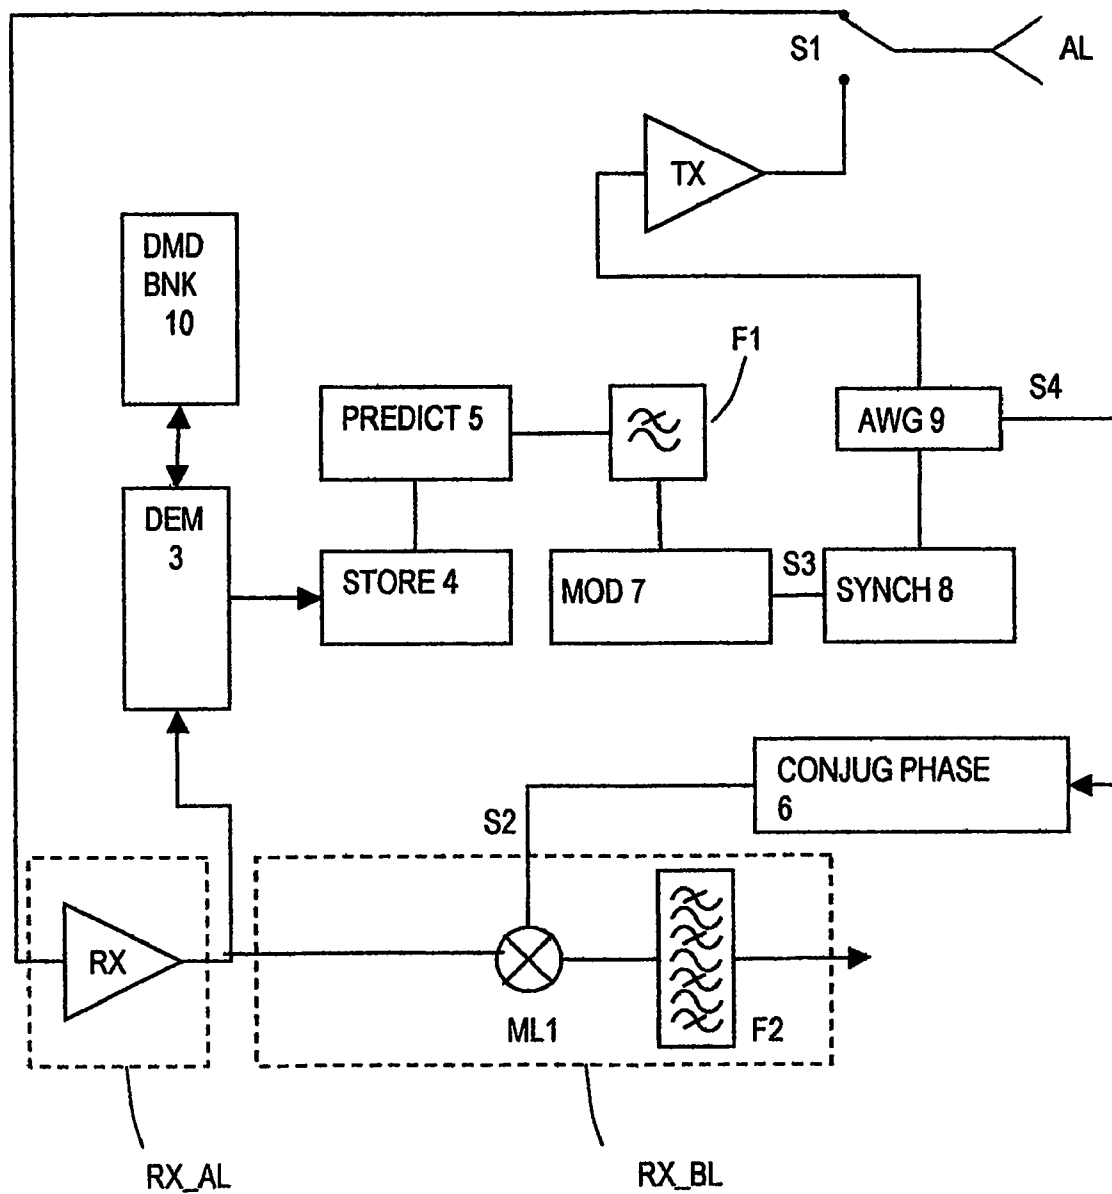 S1
AL
TX
DMD
BNK
10
F1
S4
PREDICT 5
AWG 9
DEM
3
STORE 4
MOD 7
S3
SYNCH 8
CONJUG PHASE
6
S2
RX
ML1
F2
RX_AL
RX_BL